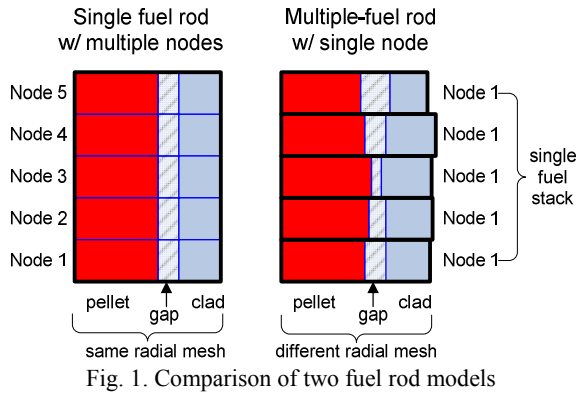 Single fuel rod
w/ multiple nodes
Node 5
Node 4
Node 3
Node 2
Node 1
pellet
gap
clad
same radial mesh
Multiple-fuel rod
w/ single node
Node 1
Node 1
Node 1
Node 1
Node 1
single
fuel
stack
pellet
gap
clad
different radial mesh
Fig. 1. Comparison of two fuel rod models